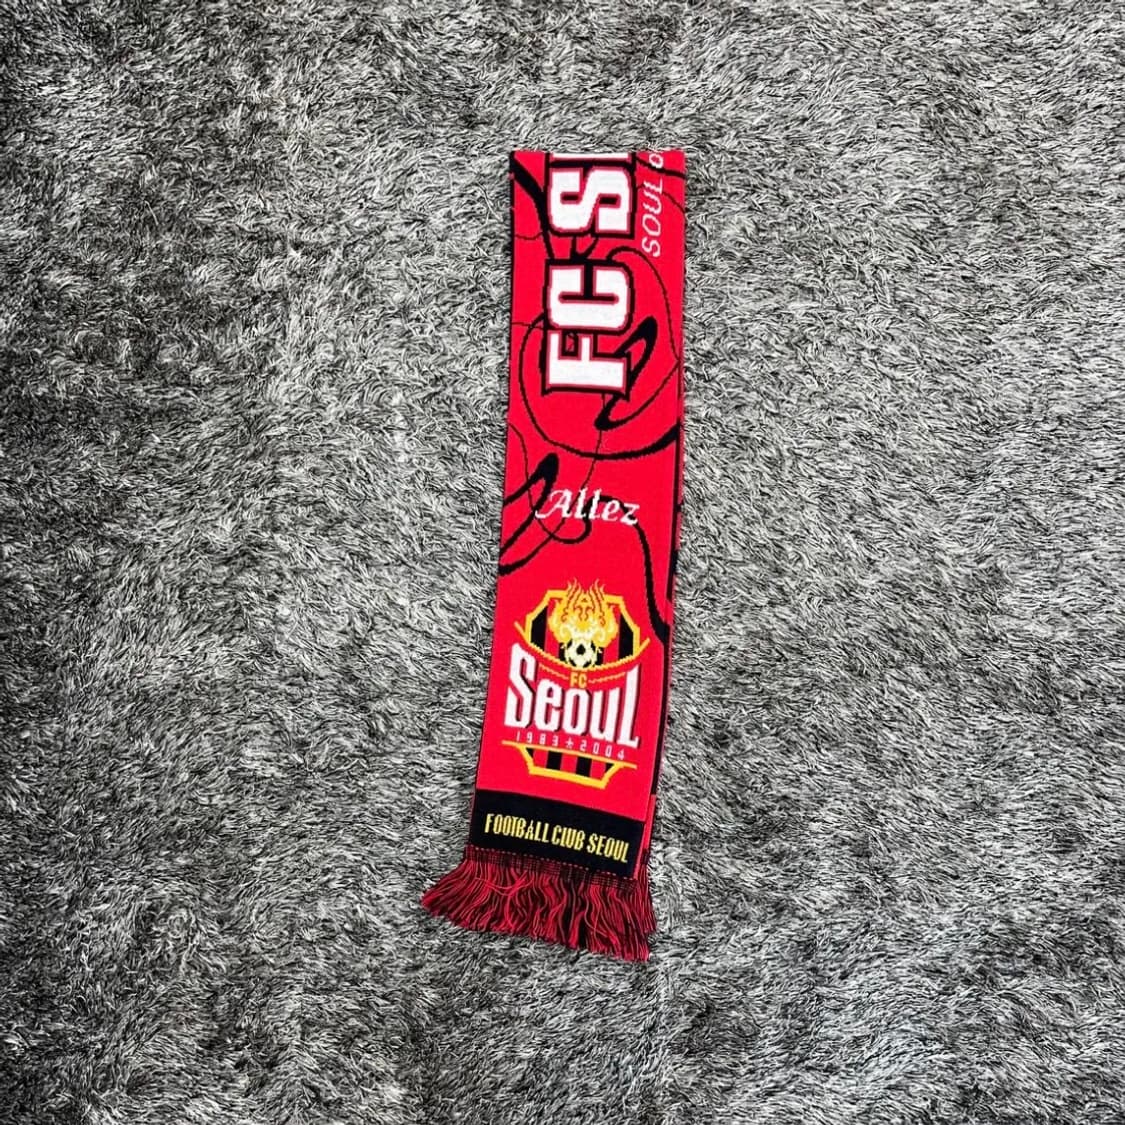 FC S
SOUL O
Allez
FC
Seoul
1983★2004
FOOTBALL CLUB SEOUL